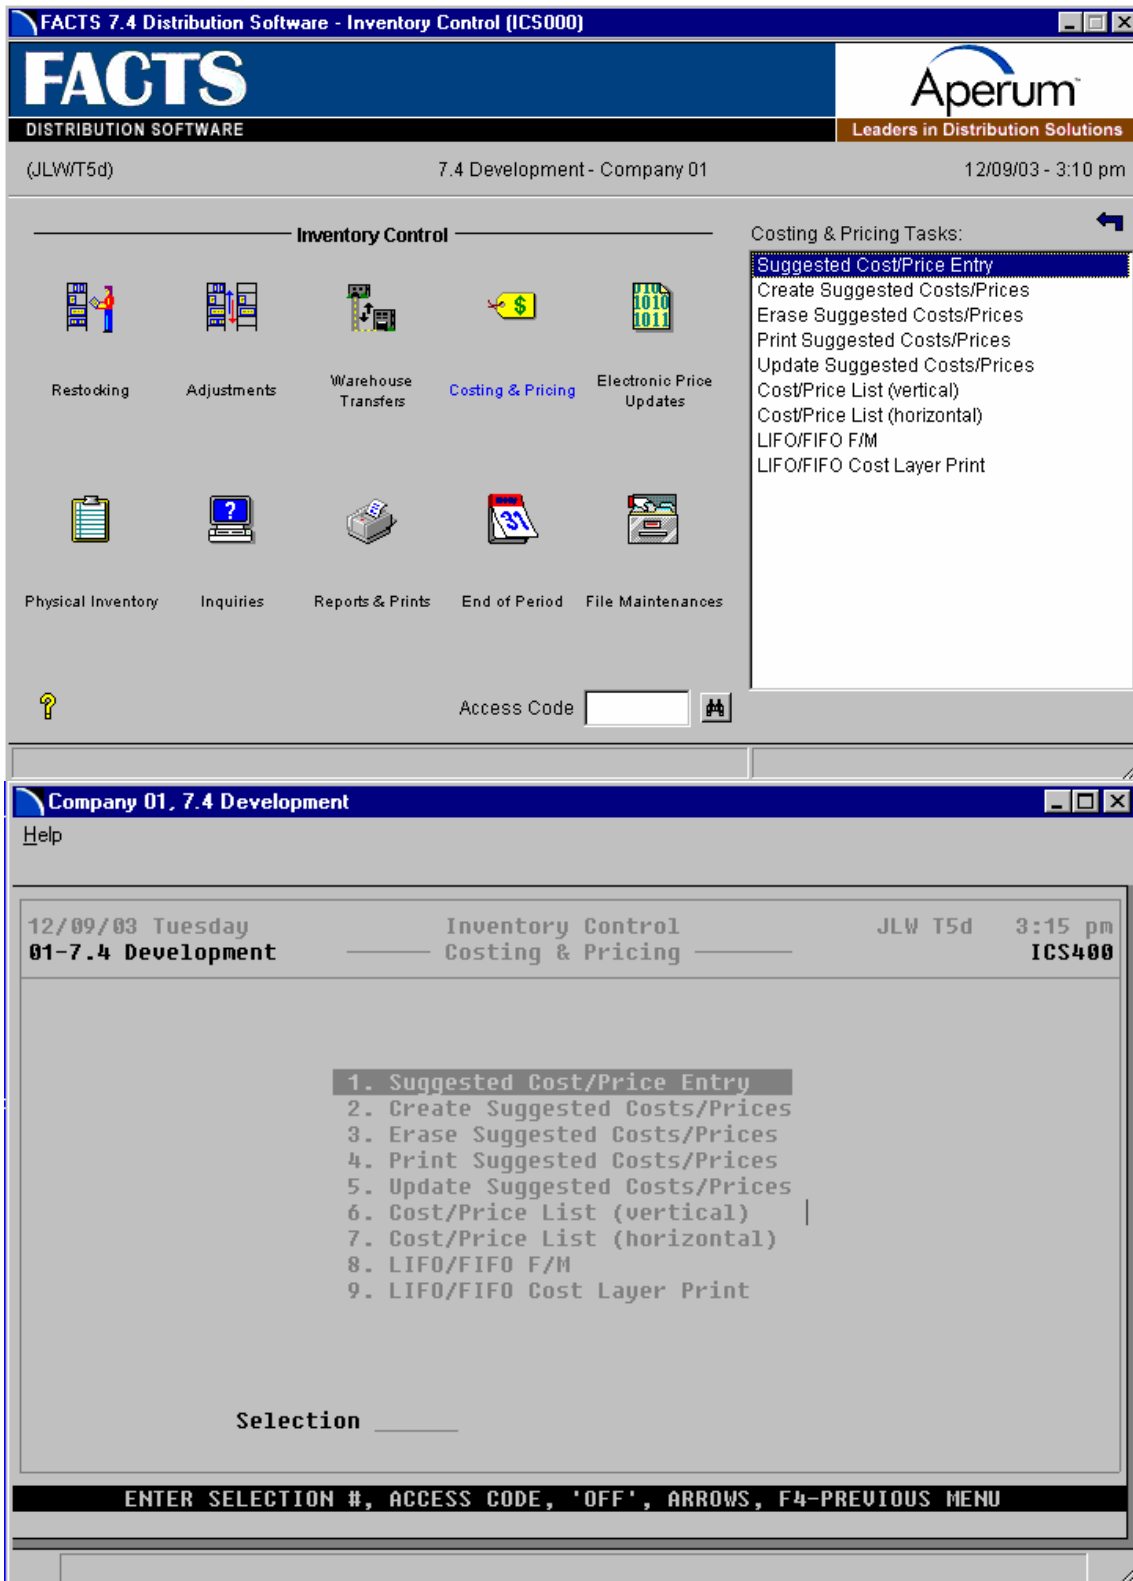 FACTS 7.4 Distribution Software - Inventory Control (ICS000)
FACTS
DISTRIBUTION SOFTWARE
Aperum™
Leaders in Distribution Solutions
(JLW/T5d) 7.4 Development - Company 01 12/09/03 - 3:10 pm
Inventory Control
Restocking
Adjustments
Warehouse
Transfers
Costing & Pricing
Electronic Price
Updates
Physical Inventory
Inquiries
Reports & Prints
End of Period
File Maintenances
Access Code
Costing & Pricing Tasks:
Suggested Cost/Price Entry
Create Suggested Costs/Prices
Erase Suggested Costs/Prices
Print Suggested Costs/Prices
Update Suggested Costs/Prices
Cost/Price List (vertical)
Cost/Price List (horizontal)
LIFO/FIFO F/M
LIFO/FIFO Cost Layer Print
Company 01, 7.4 Development
Help
12/09/03 Tuesday Inventory Control JLW T5d 3:15 pm
01-7.4 Development Costing & Pricing ICS400
1. Suggested Cost/Price Entry
2. Create Suggested Costs/Prices
3. Erase Suggested Costs/Prices
4. Print Suggested Costs/Prices
5. Update Suggested Costs/Prices
6. Cost/Price List (vertical)
7. Cost/Price List (horizontal)
8. LIFO/FIFO F/M
9. LIFO/FIFO Cost Layer Print
Selection ______
ENTER SELECTION #, ACCESS CODE, 'OFF', ARROWS, F4-PREVIOUS MENU